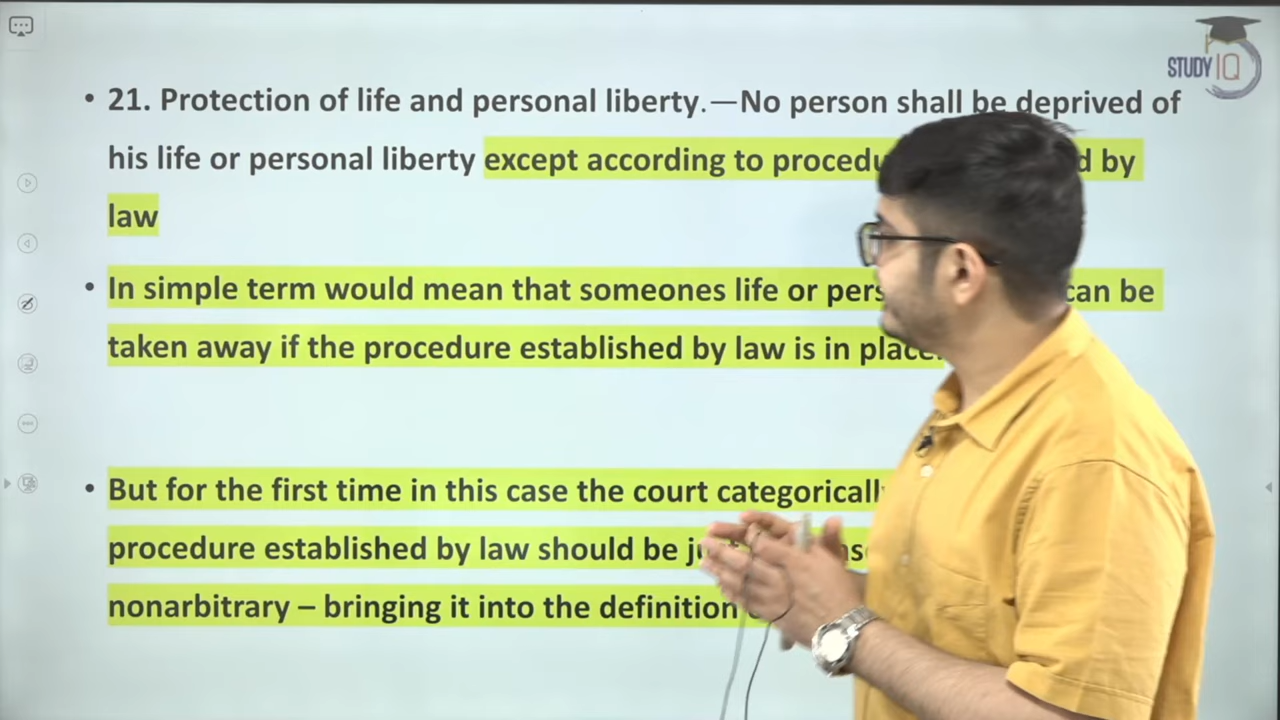 STUDY IQ
• 21. Protection of life and personal liberty.—No person shall be deprived of
his life or personal liberty except according to by
law
• In simple term would mean that someones life or can be
taken away if the procedure established by law is in place.
• But for the first time in this case the court
procedure established by law should be
nonarbitrary – bringing it into the definition